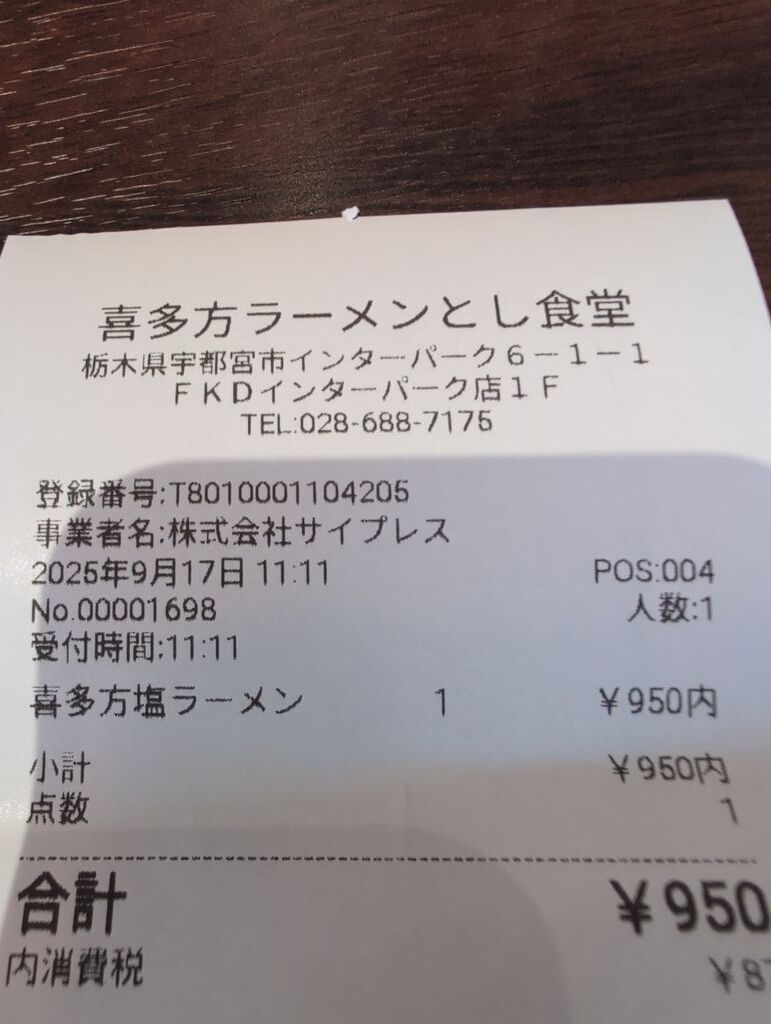 喜多方ラーメンとし食堂
栃木県宇都宮市インターパーク６－１－１
ＦＫＤインターパーク店１Ｆ
TEL:028-688-7175
登録番号:T8010001104205
事業者名:株式会社サイプレス
2025年9月17日 11:11 POS:004
No.00001698 人数:1
受付時間:11:11
喜多方塩ラーメン 1 ￥950内
小計 ￥950内
点数 1
合計 ￥950
内消費税